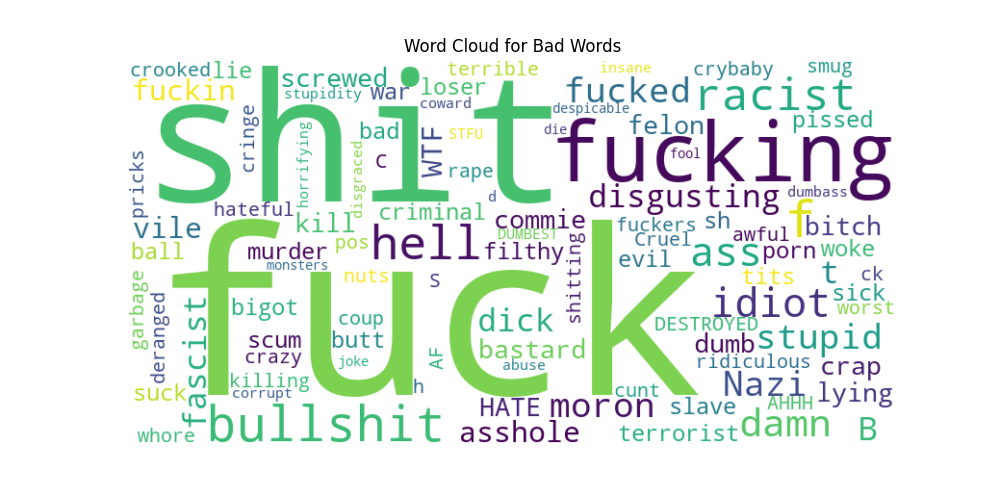 Word Cloud for Bad Words
crooked
lie
screwed
terrible
insane
crybaby
smug
fuckin
stupidity
war
loser
coward
fucked
racist
despicable
pissed
shit
fucking
cringe
horrifying
bad
WTF
STFU
die
felon
disgraced
c
rape
fool
pricks
hateful
d
disgusting
dumbass
vile
kill
criminal
commie
fuckers
sh
f
bitch
ball
murder
pos
hell
DUMBEST
filthy
shitting
Cruel
awful
evil
ass
porn
woke
monsters
nuts
S
tits
t
ck
fuck
garbage
deranged
fascist
bigot
coup
dick
idiot
sick
worst
scum
butt
bastard
DESTROYED
stupid
crazy
joke
AF
abuse
dumb
ridiculous
crap
killing
h
cunt
Nazi
lying
suck
corrupt
HATE
moron
slave
AHHH
damn
B
whore
bullshit
asshole
terrorist